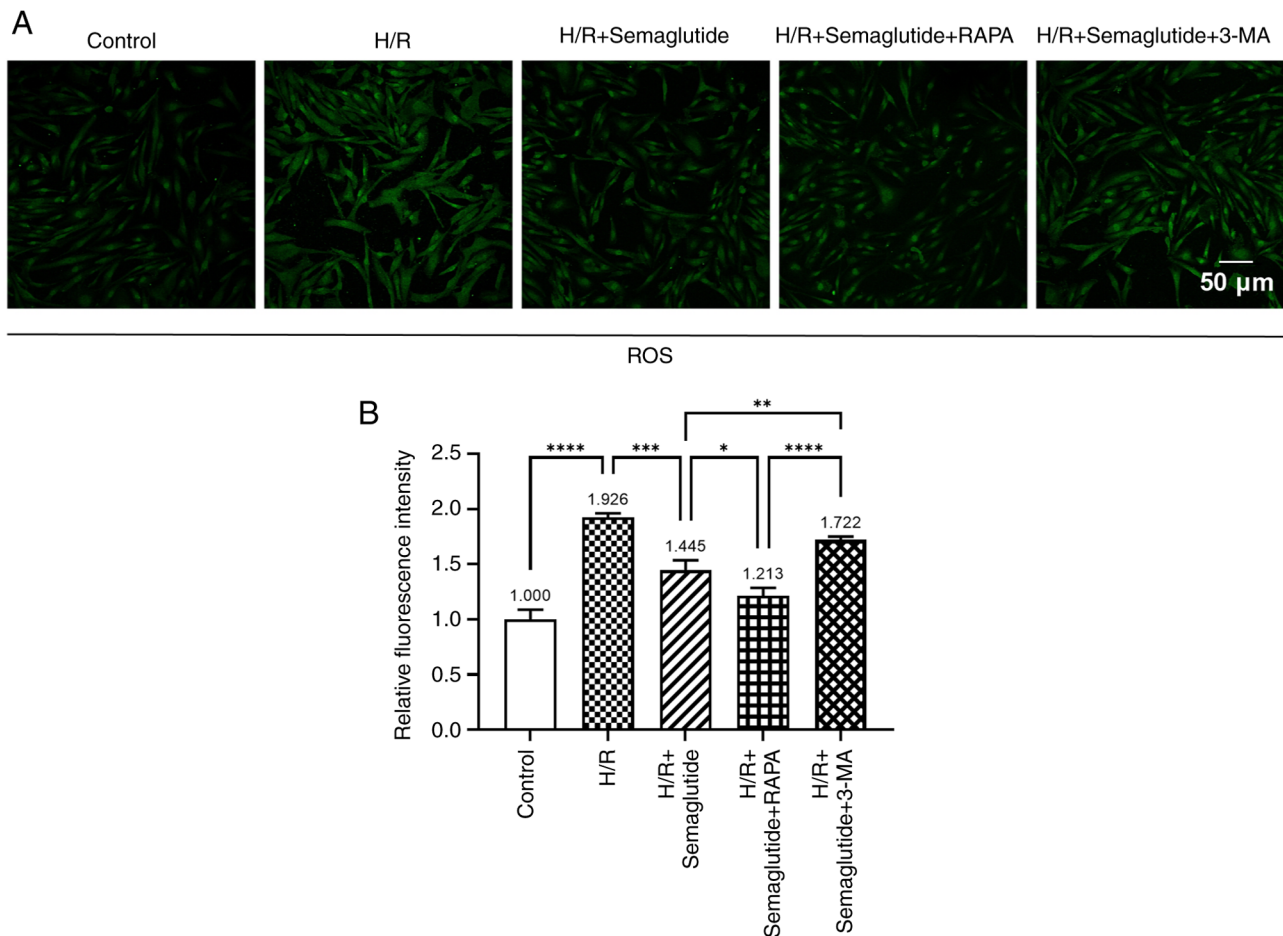 A
Control
H/R
H/R+Semaglutide
H/R+Semaglutide+RAPA
H/R+Semaglutide+3-MA
50 µm
ROS
B
**
****
***
*
****
Relative fluorescence intensity
2.5
2.0
1.5
1.0
0.5
0.0
1.000
1.926
1.445
1.213
1.722
Control
H/R
H/R+
Semaglutide
H/R+
Semaglutide+RAPA
H/R+
Semaglutide+3-MA